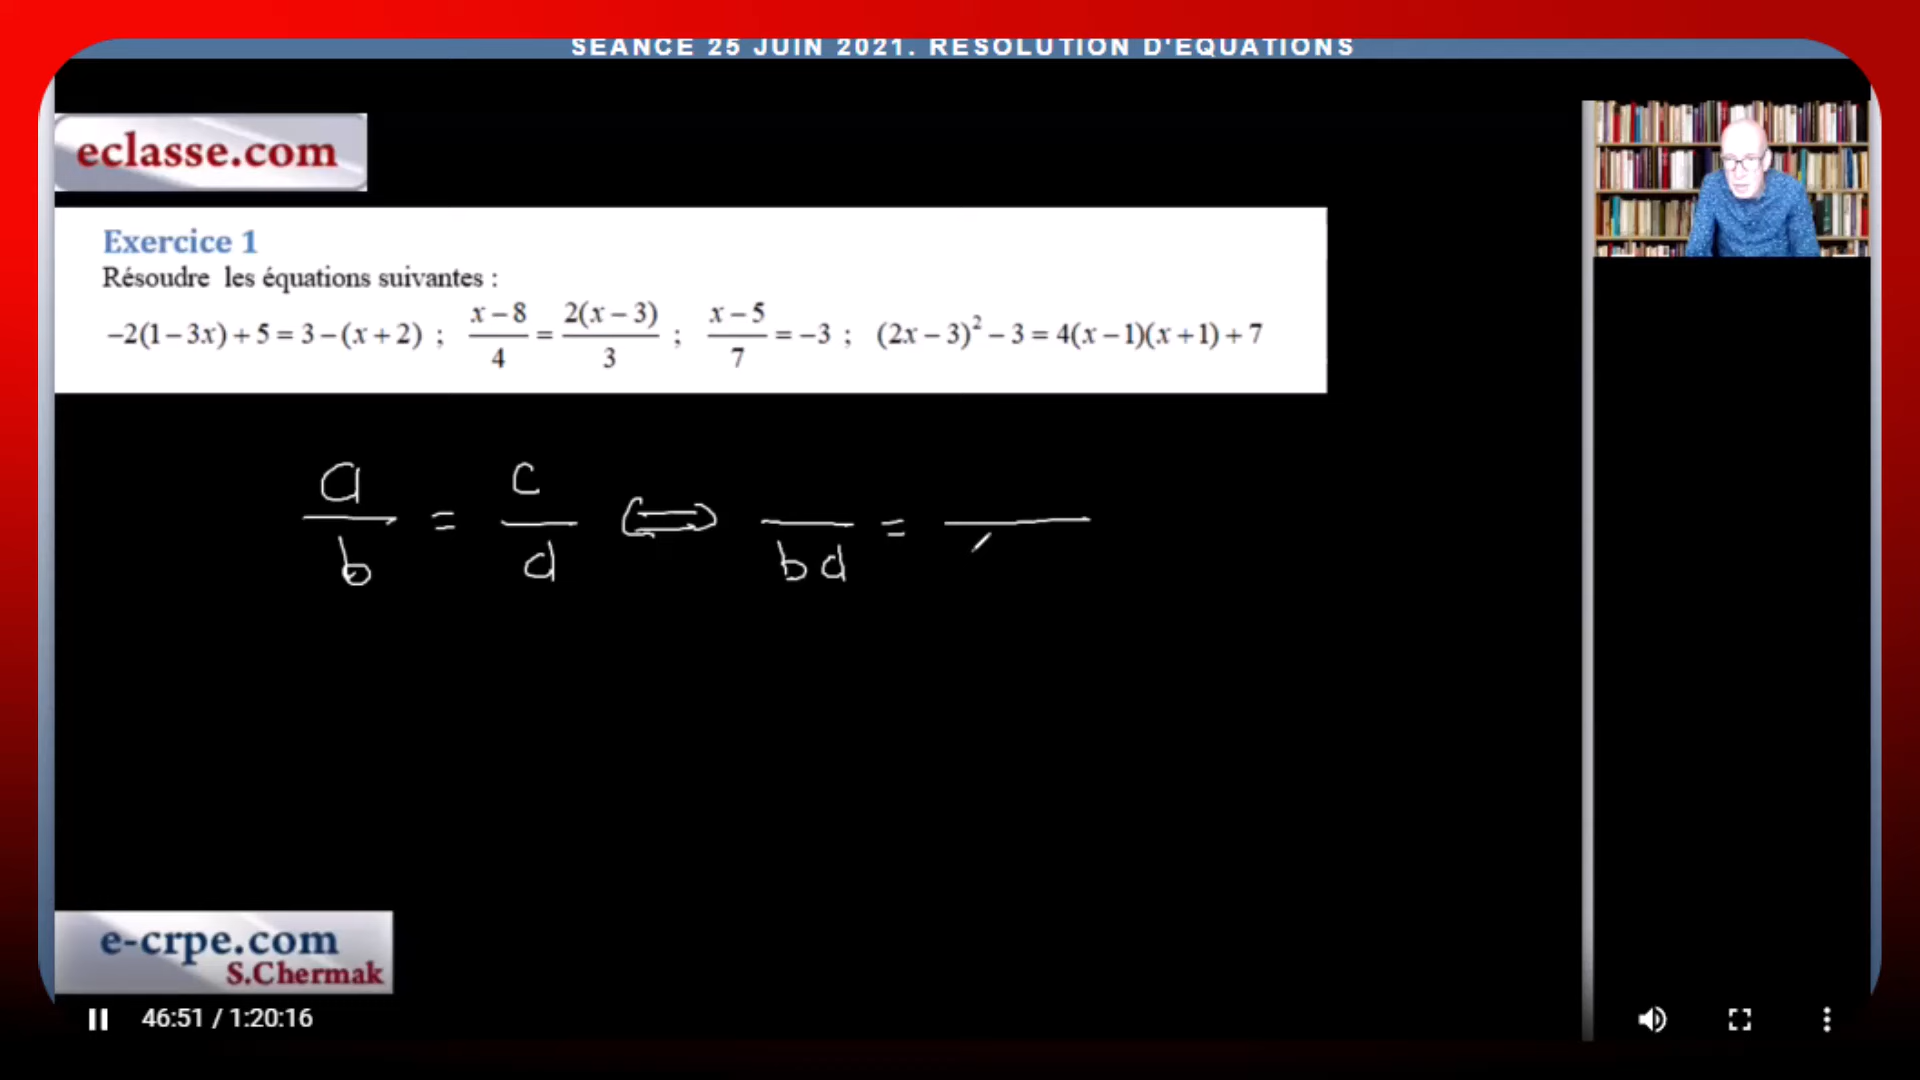 SEANCE 25 JUIN 2021. RESOLUTION D'EQUATIONS
eclasse.com
Exercice 1
Résoudre les équations suivantes :
−2(1−3x)+5=3−(x+2) ; (x−8)/4 = 2(x−3)/3 ; (x−5)/7 = −3 ; (2x−3)²−3=4(x−1)(x+1)+7
a/b = c/d ⟺ /bd = /
e-crpe.com
S.Chermak
46:51 / 1:20:16